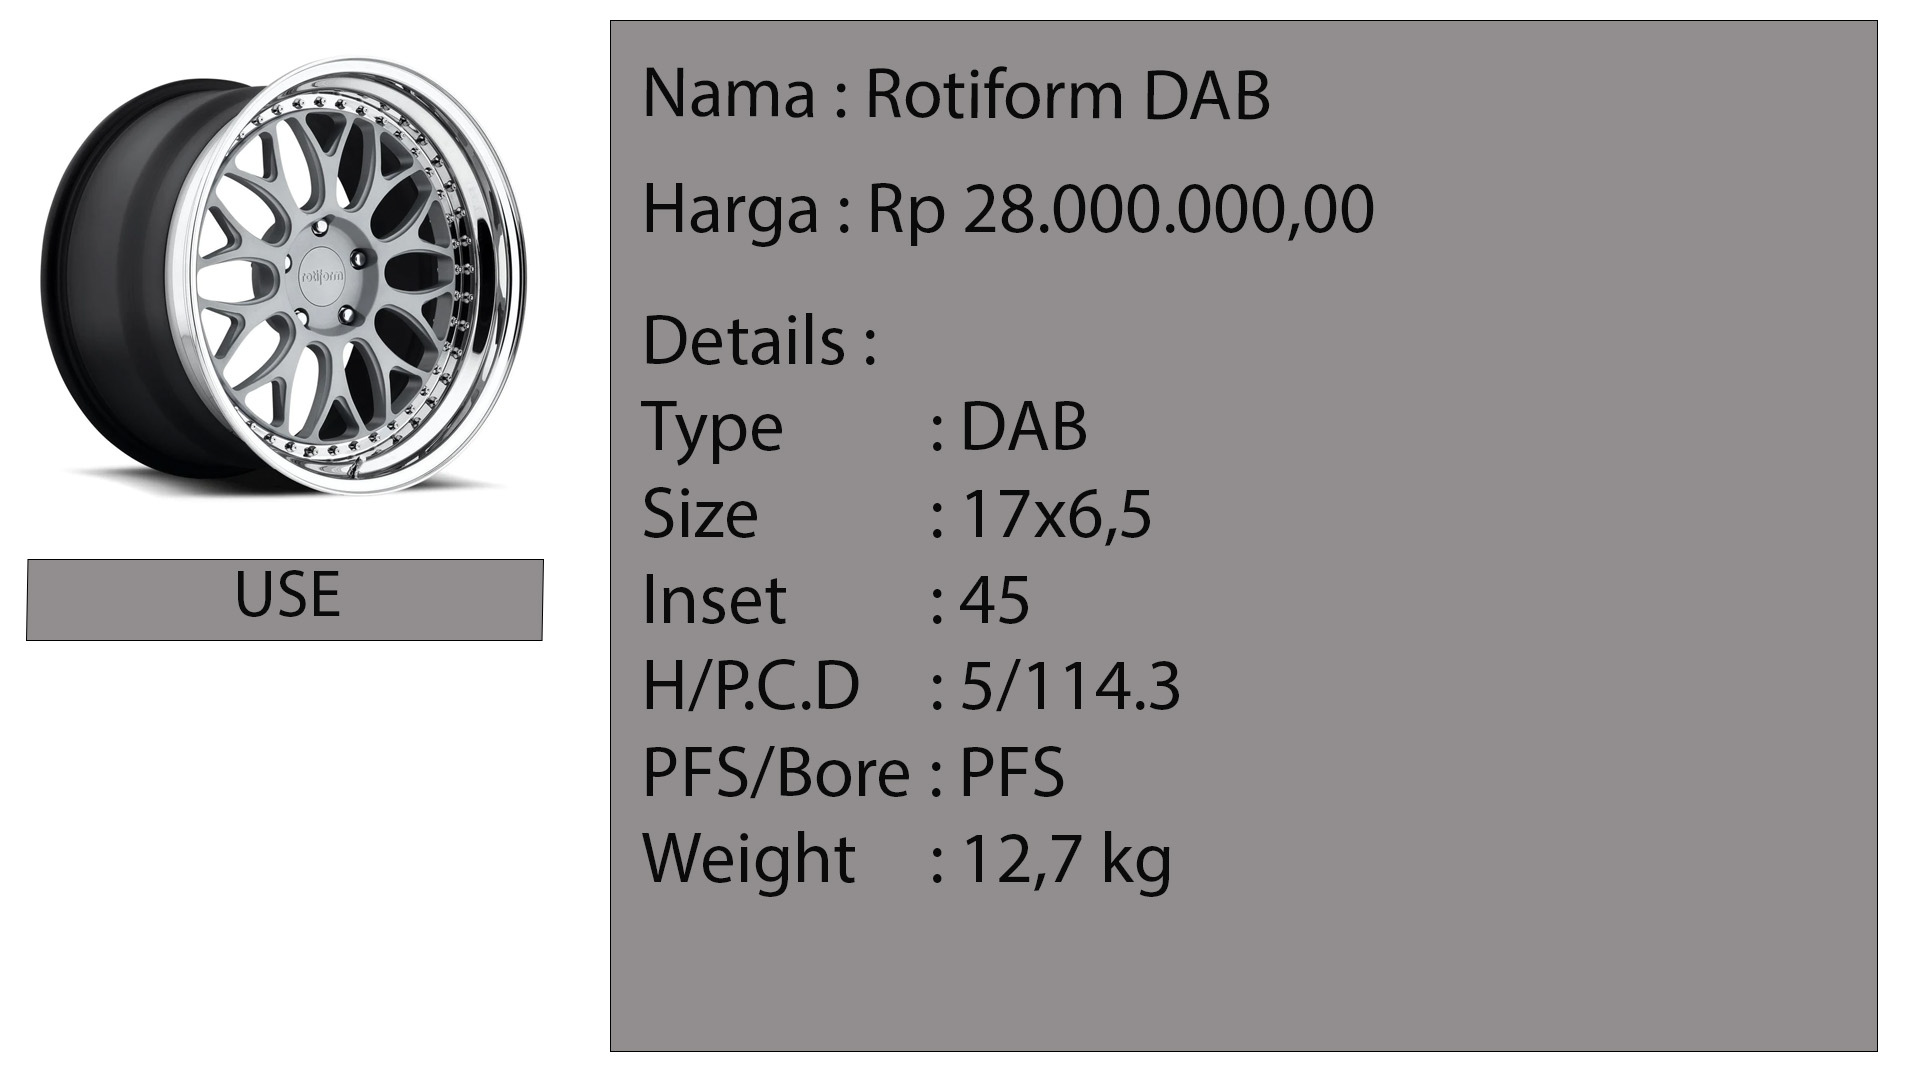 rotiform
USE
Nama : Rotiform DAB
Harga : Rp 28.000.000,00
Details :
Type : DAB
Size : 17x6,5
Inset : 45
H/P.C.D : 5/114.3
PFS/Bore : PFS
Weight : 12,7 kg